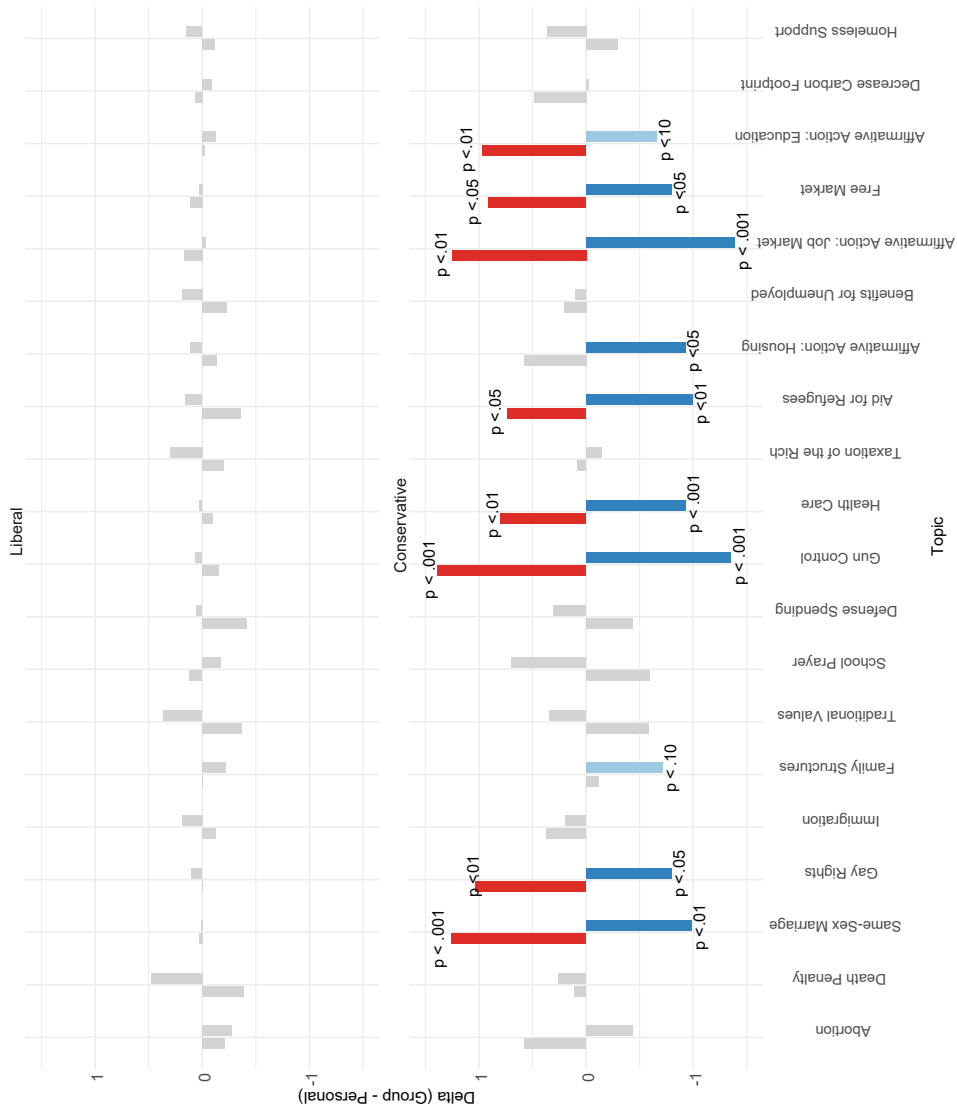 Liberal
1
0
-1
Conservative
1
0
-1
Delta (Group - Personal)
p < .001
p <.01
p <.01
p <.05
p < .10
p < .001
p < .001
p <.01
p < .001
p <.05
p <.01
p <.05
p <.01
p < .001
p <.05
p <.05
p <.01
p <.10
Abortion
Death Penalty
Same-Sex Marriage
Gay Rights
Immigration
Family Structures
Traditional Values
School Prayer
Defense Spending
Gun Control
Health Care
Taxation of the Rich
Aid for Refugees
Affirmative Action: Housing
Benefits for Unemployed
Affirmative Action: Job Market
Free Market
Affirmative Action: Education
Decrease Carbon Footprint
Homeless Support
Topic